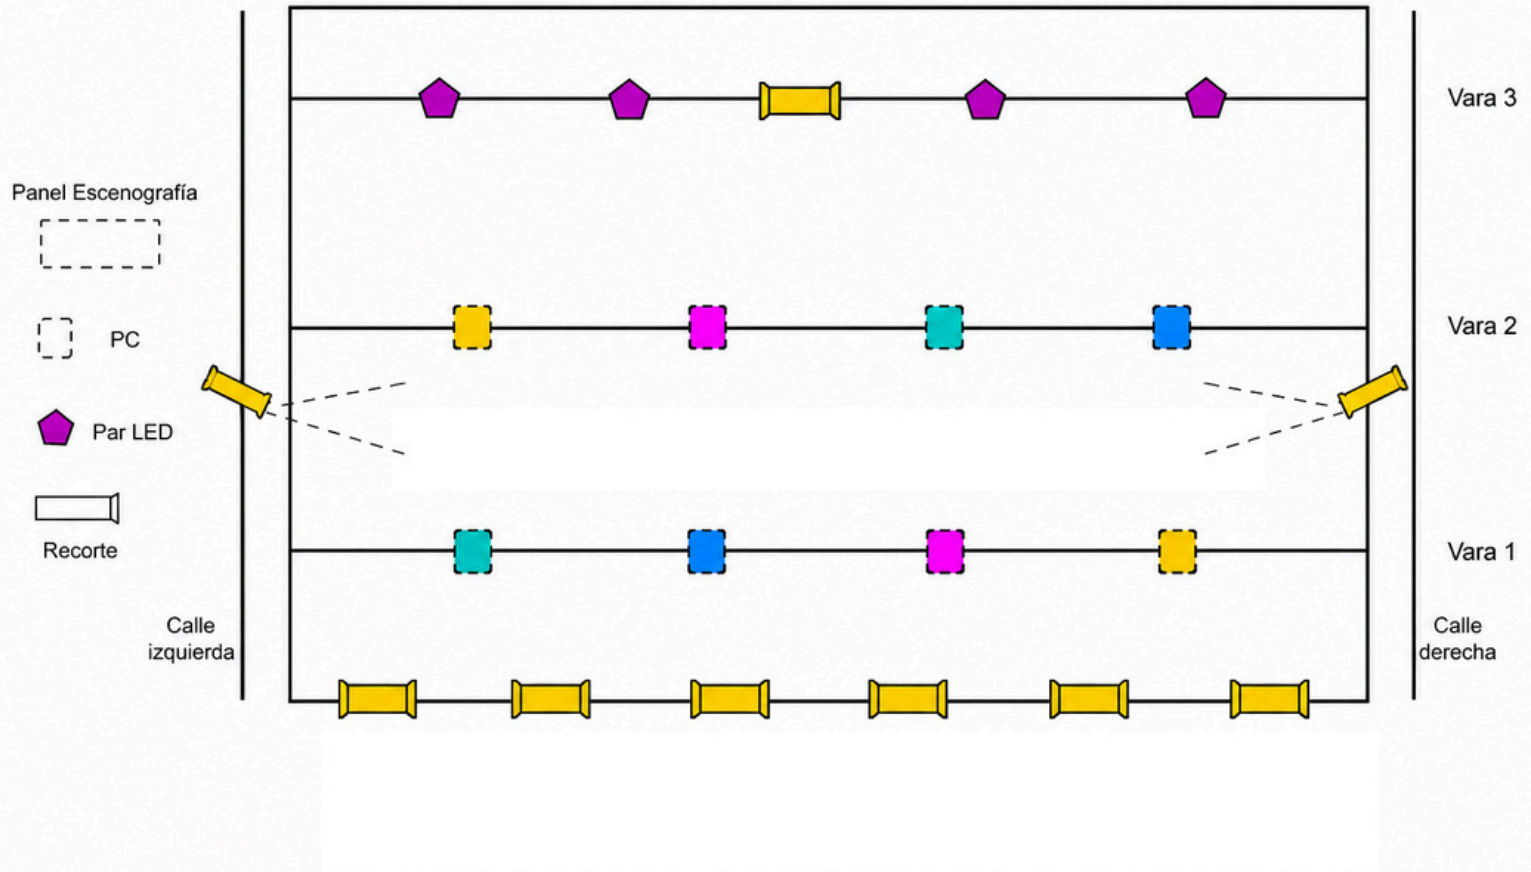 Vara 3
Panel Escenografía
PC
Vara 2
Par LED
Recorte
Vara 1
Calle
izquierda
Calle
derecha